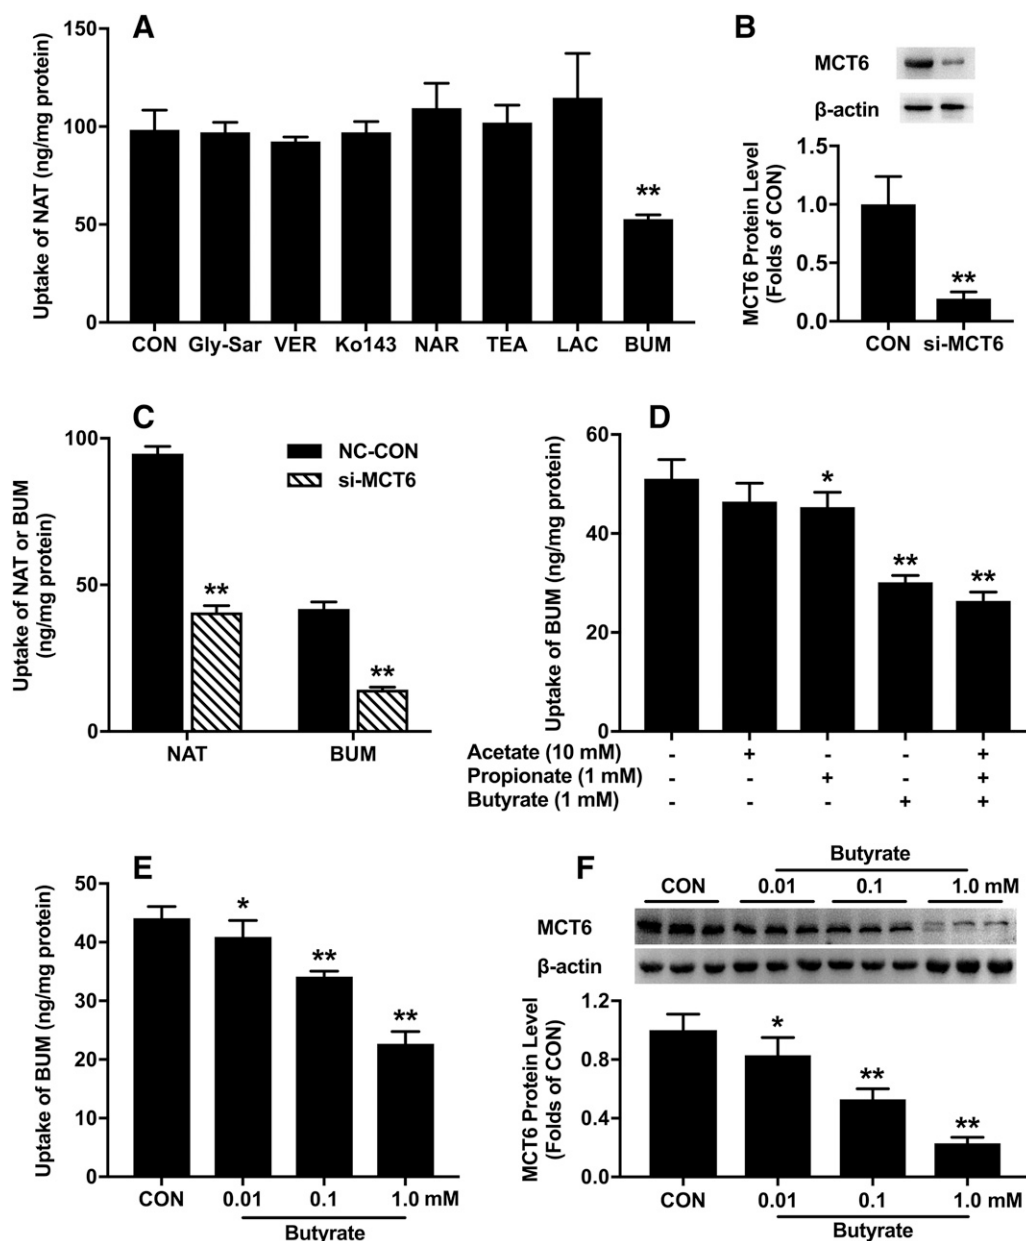 A
Uptake of NAT (ng/mg protein)
150
100
50
0
**
CON Gly-Sar VER Ko143 NAR TEA LAC BUM
B
MCT6
β-actin
MCT6 Protein Level
(Folds of CON)
1.5
1.0
0.5
0.0
**
CON si-MCT6
C
Uptake of NAT or BUM
(ng/mg protein)
100
50
0
NC-CON
si-MCT6
**
**
NAT BUM
D
Uptake of BUM (ng/mg protein)
60
40
20
0
*
**
**
Acetate (10 mM) - + - - +
Propionate (1 mM) - - + - +
Butyrate (1 mM) - - - + +
E
Uptake of BUM (ng/mg protein)
50
40
30
20
10
0
*
**
**
CON 0.01 0.1 1.0 mM
Butyrate
F
Butyrate
CON 0.01 0.1 1.0 mM
MCT6
β-actin
MCT6 Protein Level
(Folds of CON)
1.2
0.8
0.4
0.0
*
**
**
CON 0.01 0.1 1.0 mM
Butyrate